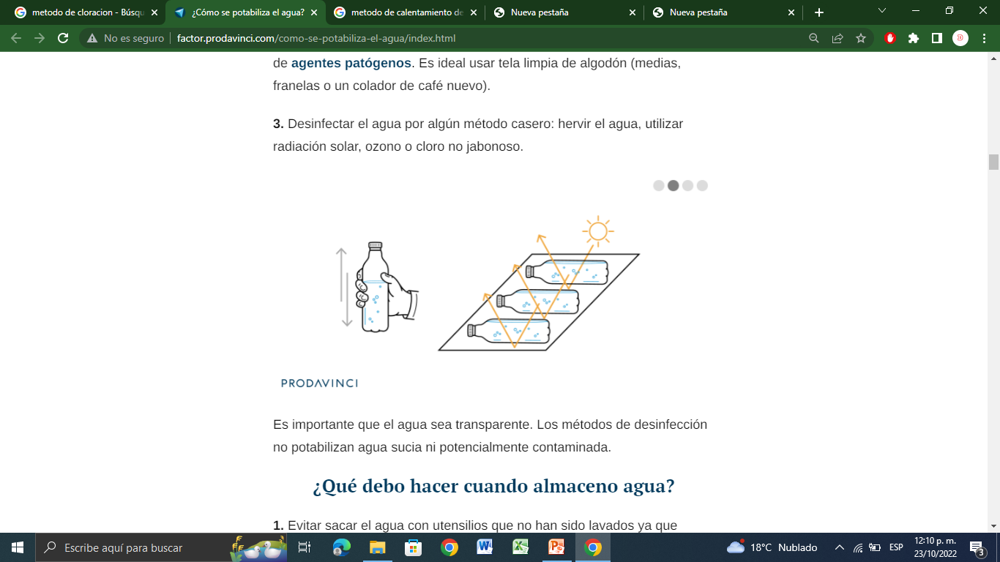 metodo de cloracion - Búsqu
¿Cómo se potabiliza el agua?
metodo de calentamiento de
Nueva pestaña
Nueva pestaña
No es seguro
factor.prodavinci.com/como-se-potabiliza-el-agua/index.html
de agentes patógenos. Es ideal usar tela limpia de algodón (medias,
franelas o un colador de café nuevo).
3. Desinfectar el agua por algún método casero: hervir el agua, utilizar
radiación solar, ozono o cloro no jabonoso.
PRODAVINCI
Es importante que el agua sea transparente. Los métodos de desinfección
no potabilizan agua sucia ni potencialmente contaminada.
¿Qué debo hacer cuando almaceno agua?
1. Evitar sacar el agua con utensilios que no han sido lavados ya que
Escribe aquí para buscar
18°C Nublado
ESP
12:10 p. m.
23/10/2022
3